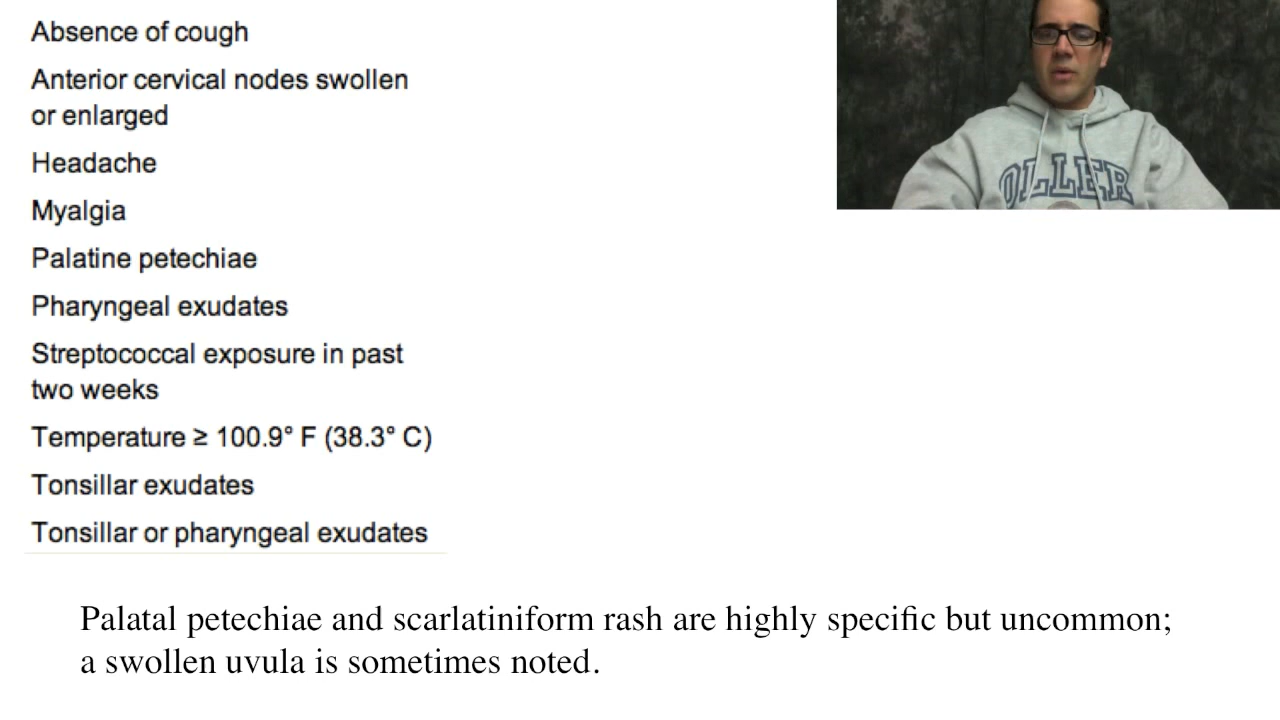 Absence of cough
Anterior cervical nodes swollen
or enlarged
Headache
Myalgia
Palatine petechiae
Pharyngeal exudates
Streptococcal exposure in past
two weeks
Temperature ≥ 100.9° F (38.3° C)
Tonsillar exudates
Tonsillar or pharyngeal exudates
OLLER
Palatal petechiae and scarlatiniform rash are highly specific but uncommon;
a swollen uvula is sometimes noted.